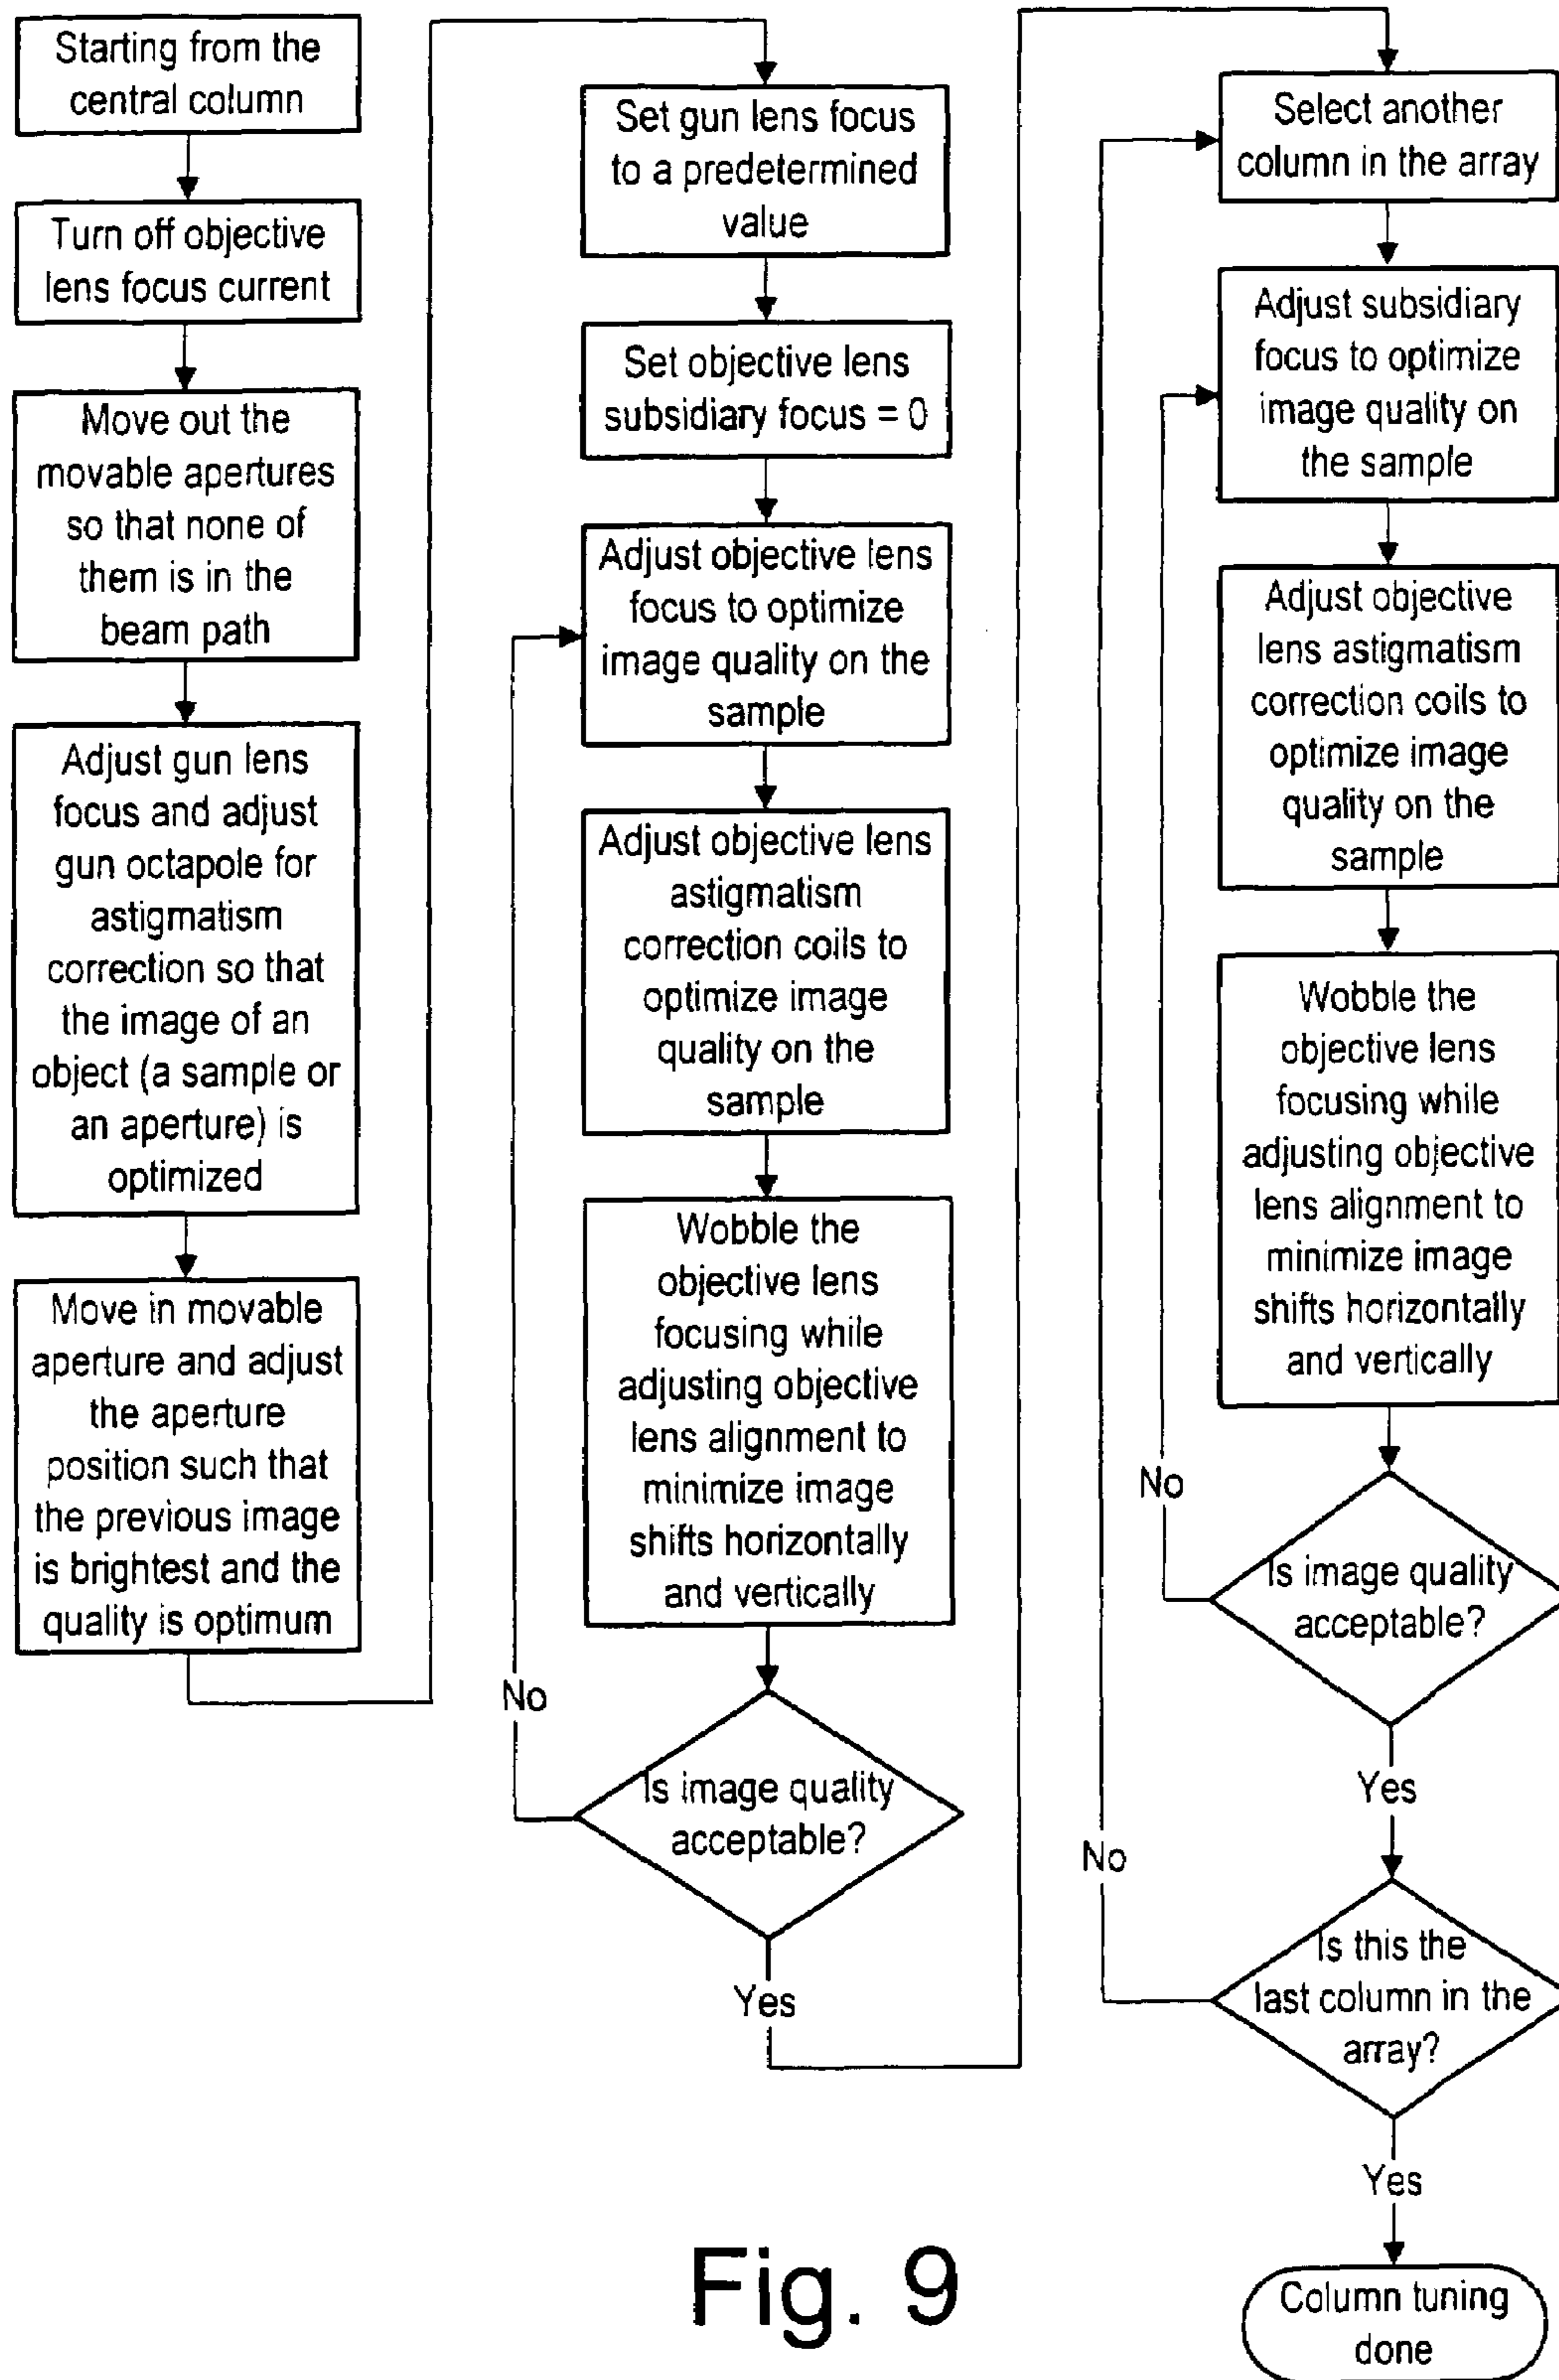 Starting from the
central column
Turn off objective
lens focus current
Move out the
movable apertures
so that none of
them is in the
beam path
Adjust gun lens
focus and adjust
gun octapole for
astigmatism
correction so that
the image of an
object (a sample or
an aperture) is
optimized
Move in movable
aperture and adjust
the aperture
position such that
the previous image
is brightest and the
quality is optimum
Set gun lens focus
to a predetermined
value
Set objective lens
subsidiary focus = 0
Adjust objective lens
focus to optimize
image quality on the
sample
Adjust objective lens
astigmatism
correction coils to
optimize image
quality on the
sample
Wobble the
objective lens
focusing while
adjusting objective
lens alignment to
minimize image
shifts horizontally
and vertically
No
Is image quality
acceptable?
Yes
Select another
column in the array
Adjust subsidiary
focus to optimize
image quality on
the sample
Adjust objective
lens astigmatism
correction coils to
optimize image
quality on the
sample
Wobble the
objective lens
focusing while
adjusting objective
lens alignment to
minimize image
shifts horizontally
and vertically
No
Is image quality
acceptable?
Yes
No
Is this the
last column in the
array?
Yes
Column tuning
done
Fig. 9